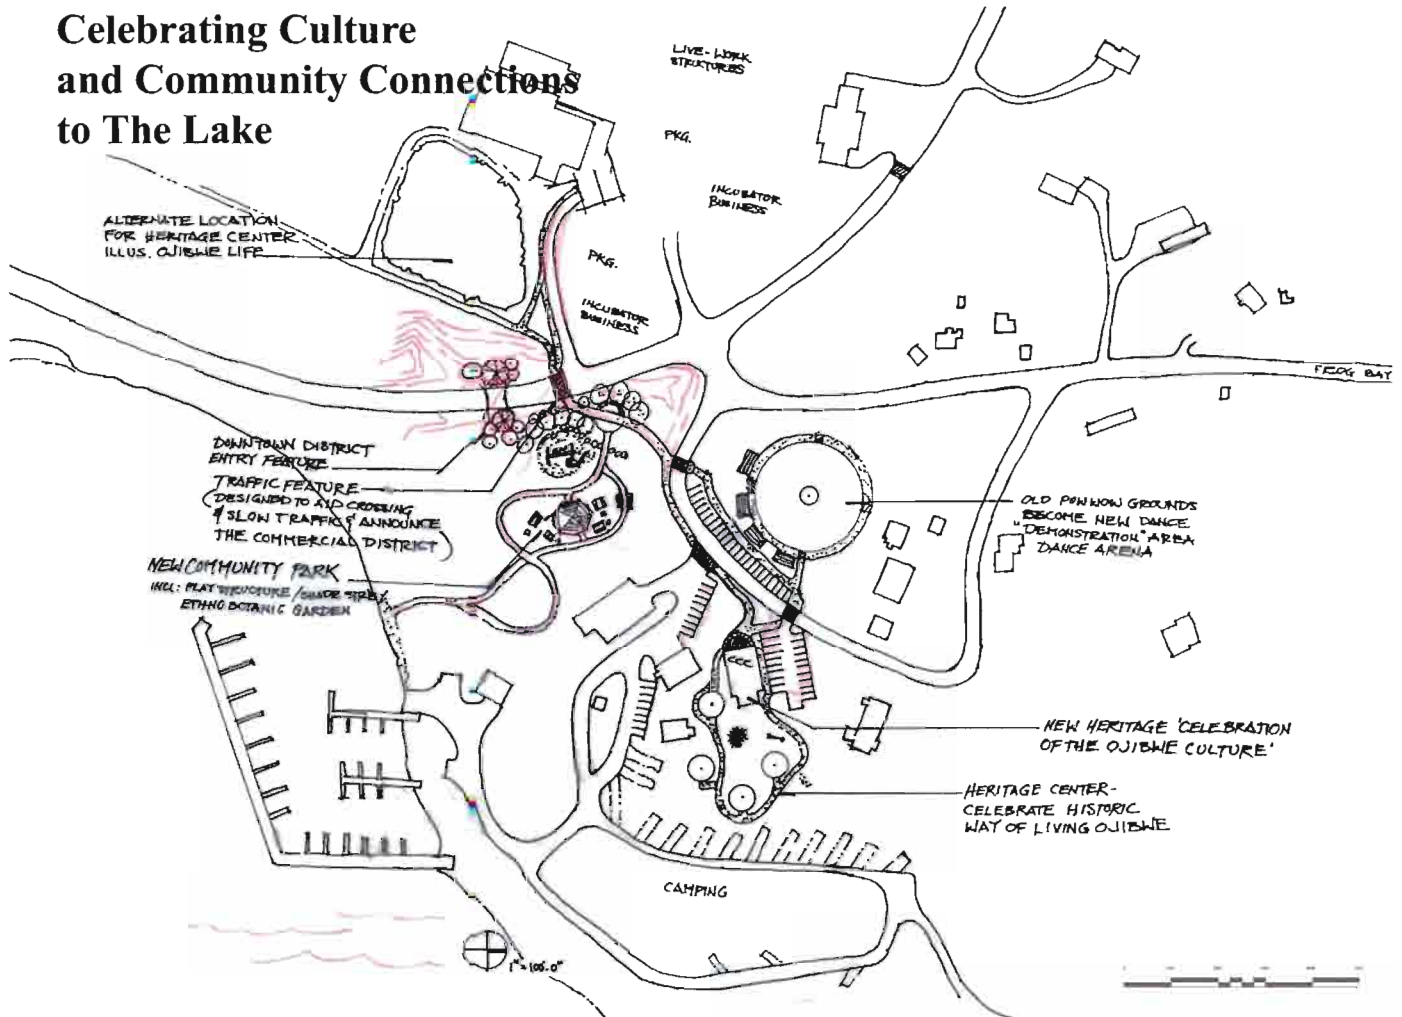 Celebrating Culture
and Community Connections
to The Lake
LIVE-WORK
STRUCTURES
PKG.
INCUBATOR
BUSINESS
ALTERNATE LOCATION
FOR HERITAGE CENTER
ILLUS. OJIBWE LIFE
PKG.
INCUBATOR
BUSINESS
FROG BAY
DOWNTOWN DISTRICT
ENTRY FEATURE
TRAFFIC FEATURE
(DESIGNED TO AID CROSSING
& SLOW TRAFFIC & ANNOUNCE
THE COMMERCIAL DISTRICT)
NEW COMMUNITY PARK
INCL: PLAY STRUCTURE / SHADE
ETHNO BOTANIC GARDEN
OLD POWWOW GROUNDS
BECOME NEW DANCE
"DEMONSTRATION" AREA
DANCE ARENA
CCC
NEW HERITAGE 'CELEBRATION
OF THE OJIBWE CULTURE'
HERITAGE CENTER-
CELEBRATE HISTORIC
WAY OF LIVING OJIBWE
CAMPING
1"=100'-0"